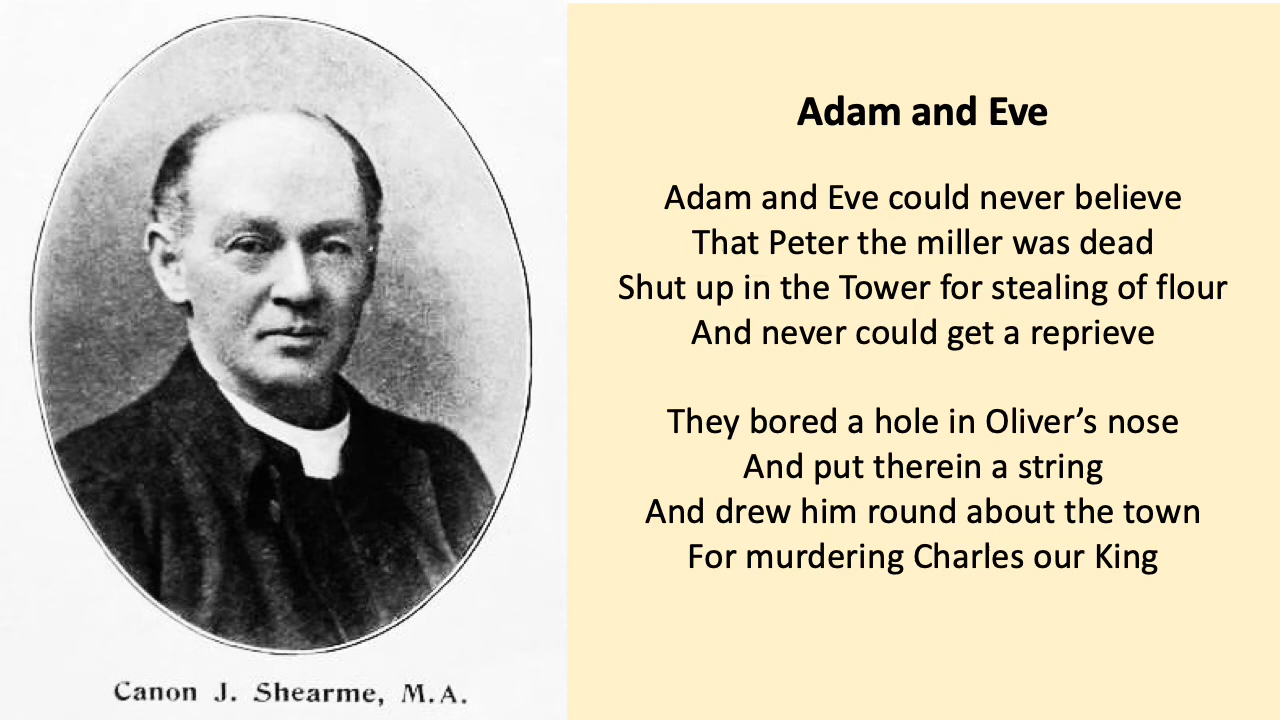 Canon J. Shearme, M.A.
Adam and Eve
Adam and Eve could never believe
That Peter the miller was dead
Shut up in the Tower for stealing of flour
And never could get a reprieve
They bored a hole in Oliver’s nose
And put therein a string
And drew him round about the town
For murdering Charles our King